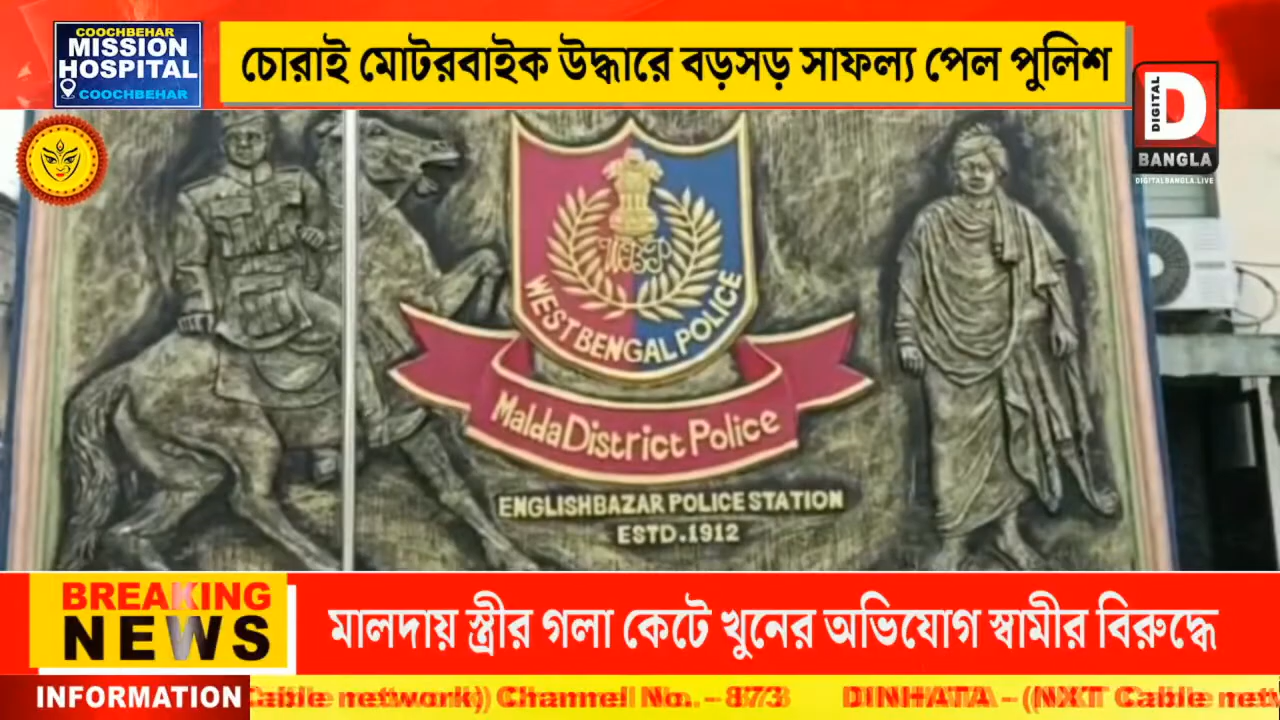 COOCHBEHAR
MISSION
HOSPITAL
COOCHBEHAR
চোরাই মোটরবাইক উদ্ধারে বড়সড় সাফল্য পেল পুলিশ
DIGITAL
D
BANGLA
DIGITALBANGLA.LIVE
WEST BENGAL POLICE
Malda District Police
ENGLISHBAZAR POLICE STATION
ESTD.1912
BREAKING
NEWS
মালদায় স্ত্রীর গলা কেটে খুনের অভিযোগ স্বামীর বিরুদ্ধে
INFORMATION
Cable network) Channel No. - 873 DINHATA - (NXT Cable net